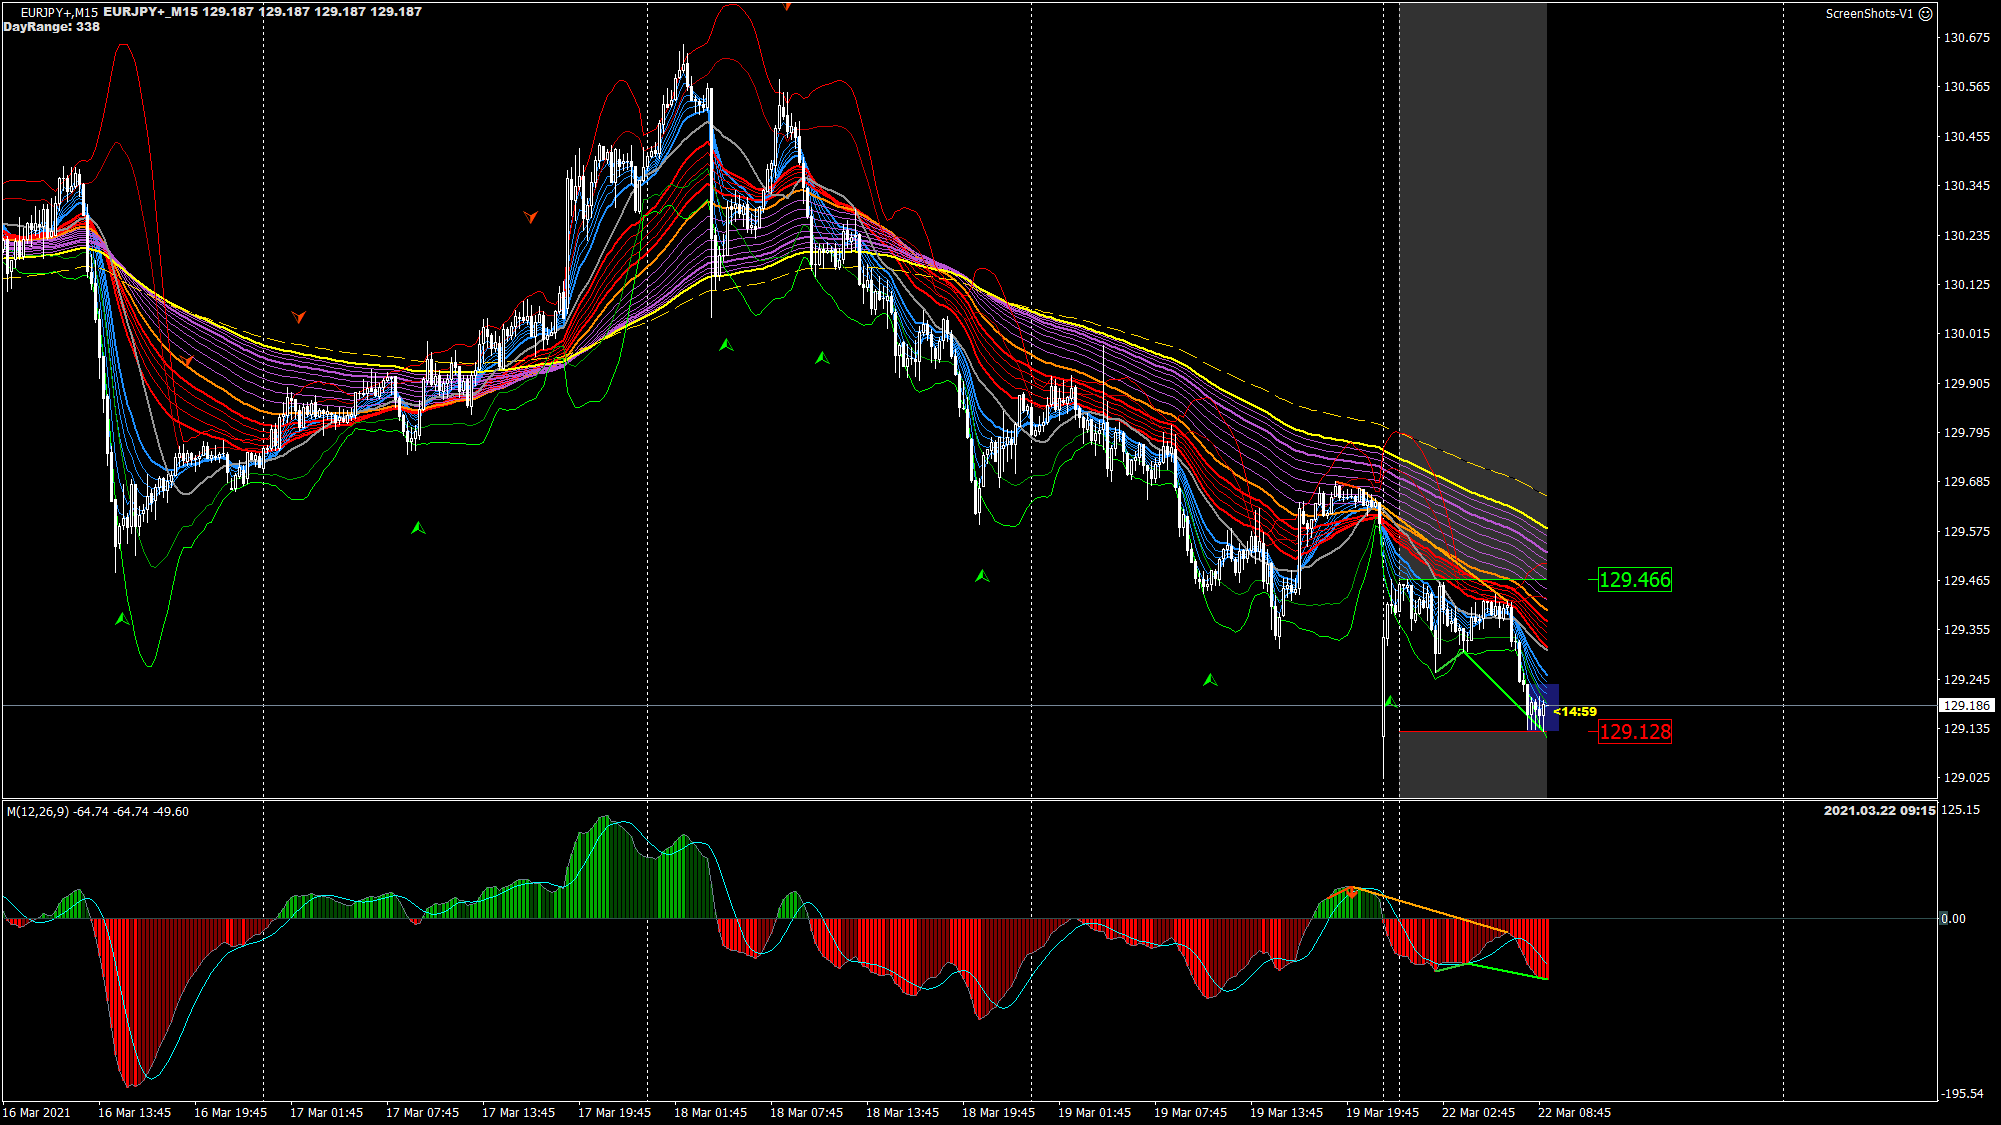 EURJPY+,M15 EURJPY+_M15 129.187 129.187 129.187 129.187
DayRange: 338
ScreenShots-V1
130.675
130.565
130.455
130.345
130.235
130.125
130.015
129.905
129.795
129.685
129.575
129.466
129.465
129.355
129.245
129.186
<14:59
129.128
129.135
129.025
M(12,26,9) -64.74 -64.74 -49.60
2021.03.22 09:15
125.15
0.00
-195.54
16 Mar 2021
16 Mar 13:45
16 Mar 19:45
17 Mar 01:45
17 Mar 07:45
17 Mar 13:45
17 Mar 19:45
18 Mar 01:45
18 Mar 07:45
18 Mar 13:45
18 Mar 19:45
19 Mar 01:45
19 Mar 07:45
19 Mar 13:45
19 Mar 19:45
22 Mar 02:45
22 Mar 08:45